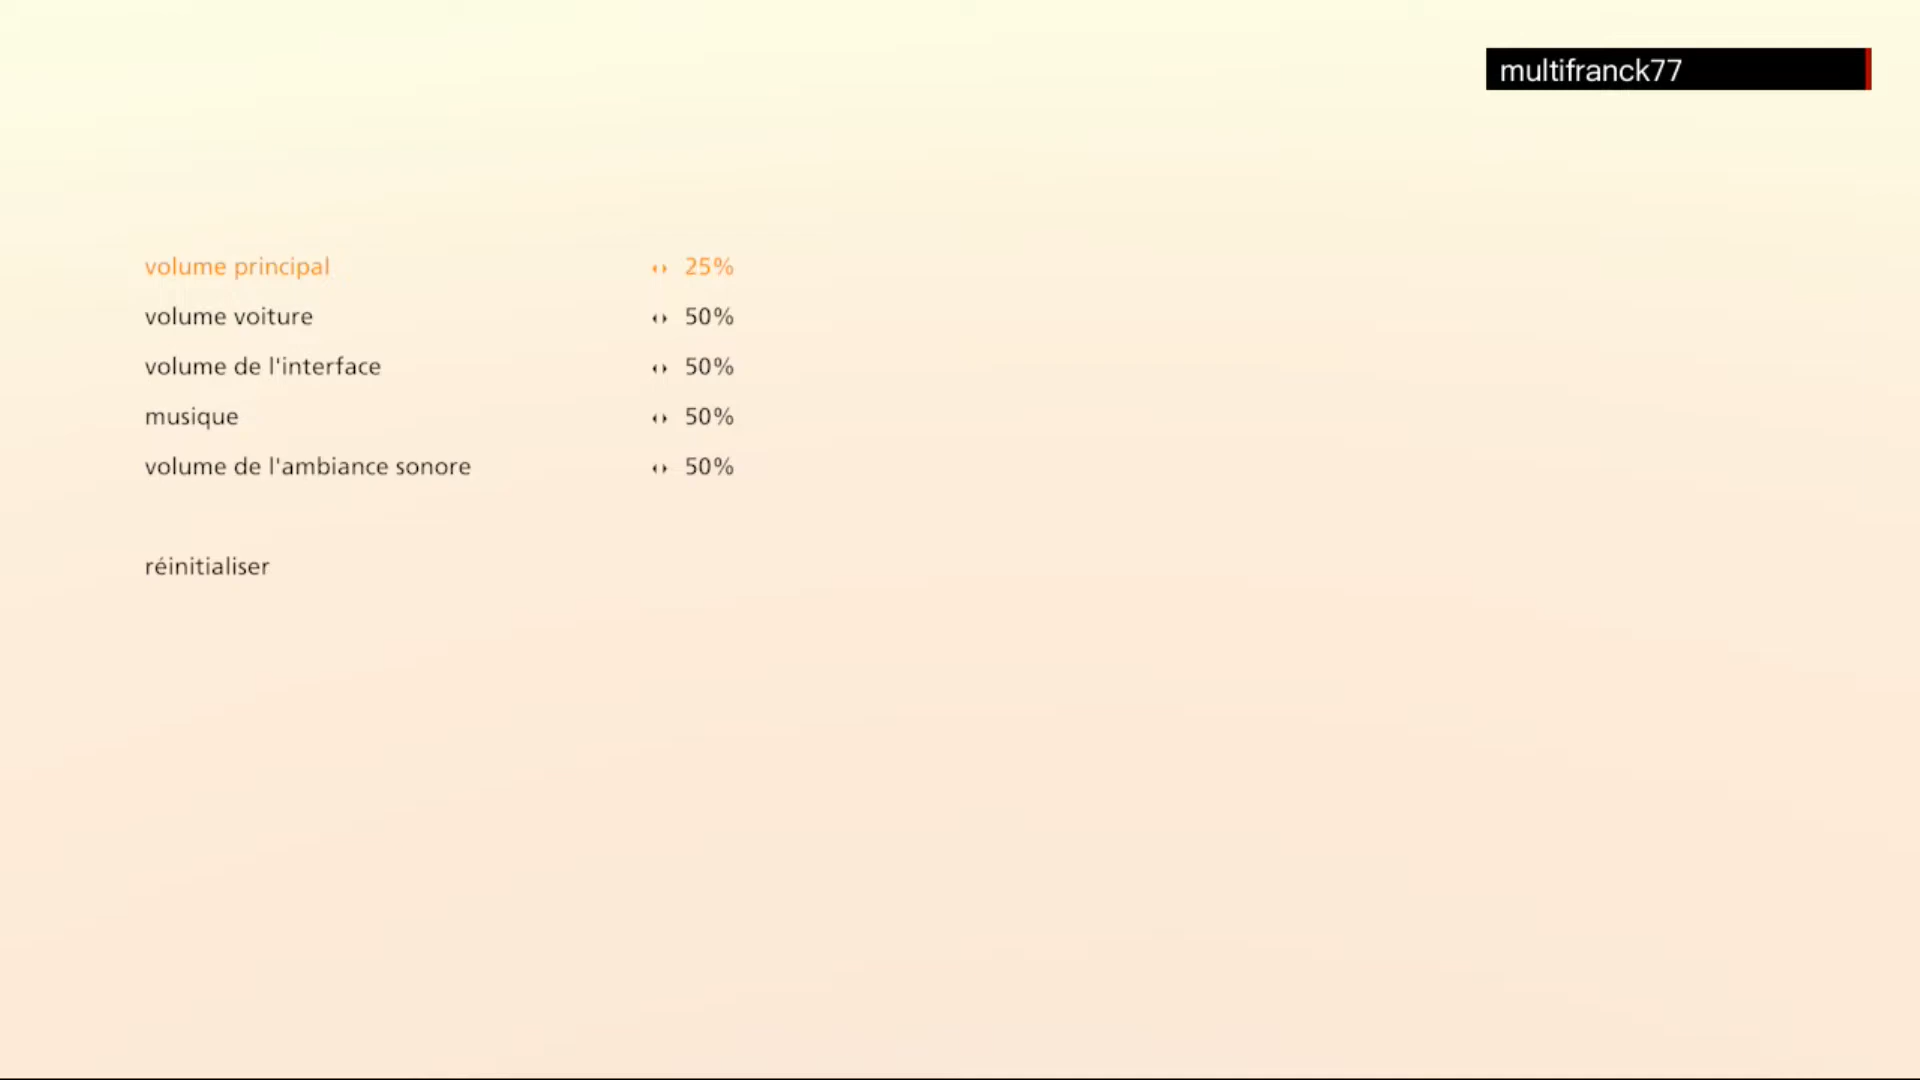 multifranck77
volume principal 25%
volume voiture 50%
volume de l'interface 50%
musique 50%
volume de l'ambiance sonore 50%
réinitialiser